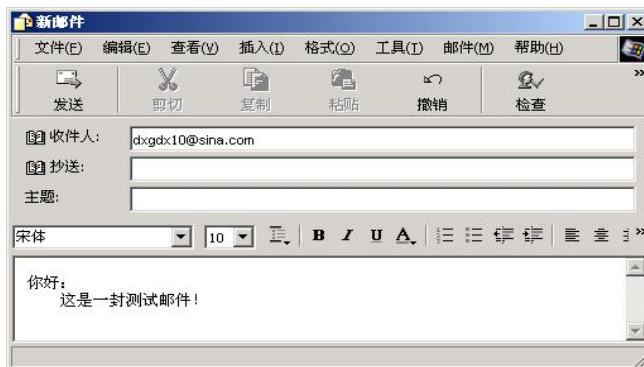 新邮件
文件(F) 编辑(E) 查看(V) 插入(I) 格式(O) 工具(T) 邮件(M) 帮助(H)
发送 剪切 复制 粘贴 撤销 检查 »
收件人: dxgdx10@sina.com
抄送:
主题:
宋体 10 B I U A »
你好:
这是一封测试邮件!